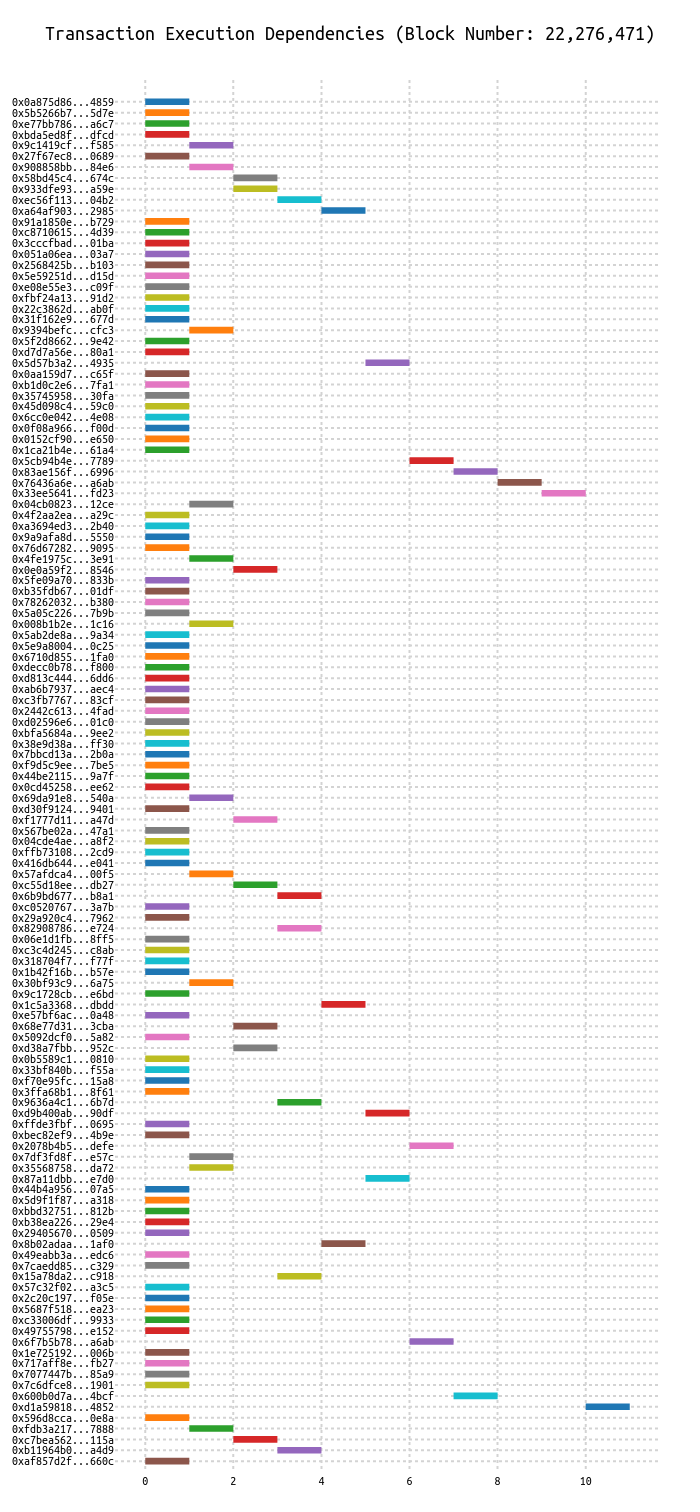 Transaction Execution Dependencies (Block Number: 22,276,471)
0x0a875d86...4859
0x5b5266b7...5d7e
0xe77bb786...a6c7
0xbda5ed8f...dfcd
0x9c1419cf...f585
0x27f67ec8...0689
0x908858bb...84e6
0x58bd45c4...674c
0x933dfe93...a59e
0xec56f113...04b2
0xa64af903...2985
0x91a1850e...b729
0xc8710615...4d39
0x3cccfbad...01ba
0x051a06ea...03a7
0x2568425b...b103
0x5e59251d...d15d
0xe08e55e3...c09f
0xfbf24a13...91d2
0x22c3862d...ab0f
0x31f162e9...677d
0x9394befc...cfc3
0x5f2d8662...9e42
0xd7d7a56e...80a1
0x5d57b3a2...4935
0x0aa159d7...c65f
0xb1d0c2e6...7fa1
0x35745958...30fa
0x45d098c4...59c0
0x6cc0e042...4e08
0x0f08a966...f00d
0x0152cf90...e650
0x1ca21b4e...61a4
0x5cb94b4e...7789
0x83ae156f...6996
0x76436a6e...a6ab
0x33ee5641...fd23
0x04cb0823...12ce
0x4f2aa2ea...a29c
0xa3694ed3...2b40
0x9a9afa8d...5550
0x76d67282...9095
0x4fe1975c...3e91
0x0e0a59f2...8546
0x5fe09a70...833b
0xb35fdb67...01df
0x78262032...b380
0x5a05c226...7b9b
0x008b1b2e...1c16
0x5ab2de8a...9a34
0x5e9a8004...0c25
0x6710d855...1fa0
0xdecc0b78...f800
0xd813c444...6dd6
0xab6b7937...aec4
0xc3fb7767...83cf
0x2442c613...4fad
0xd02596e6...01c0
0xbfa5684a...9ee2
0x38e9d38a...ff30
0x7bbcd13a...2b0a
0xf9d5c9ee...7be5
0x44be2115...9a7f
0x0cd45258...ee62
0x69da91e8...540a
0xd30f9124...9401
0xf1777d11...a47d
0x567be02a...47a1
0x04cde4ae...a8f2
0xffb73108...2cd9
0x416db644...e041
0x57afdca4...00f5
0xc55d18ee...db27
0x6b9bd677...b8a1
0xc0520767...3a7b
0x29a920c4...7962
0x82908786...e724
0x06e1d1fb...8ff5
0xc3c4d245...c8ab
0x318704f7...f77f
0x1b42f16b...b57e
0x30bf93c9...6a75
0x9c1728cb...e6bd
0x1c5a3368...dbdd
0xe57bf6ac...0a48
0x68e77d31...3cba
0x5092dcf0...5a82
0xd38a7fbb...952c
0x0b5589c1...0810
0x33bf840b...f55a
0xf70e95fc...15a8
0x3ffa68b1...8f61
0x9636a4c1...6b7d
0xd9b400ab...90df
0xffde3fbf...0695
0xbec82ef9...4b9e
0x2078b4b5...defe
0x7df3fd8f...e57c
0x35568758...da72
0x87a11dbb...e7d0
0x44b4a956...07a5
0x5d9f1f87...a318
0xbbd32751...812b
0xb38ea226...29e4
0x29405670...0509
0x8b02adaa...1af0
0x49eabb3a...edc6
0x7caedd85...c329
0x15a78da2...c918
0x57c32f02...a3c5
0x2c20c197...f05e
0x5687f518...ea23
0xc33006df...9933
0x49755798...e152
0x6f7b5b78...a6ab
0x1e725192...006b
0x717aff8e...fb27
0x7077447b...85a9
0x7c6dfce8...1901
0x600b0d7a...4bcf
0xd1a59818...4852
0x596d8cca...0e8a
0xfdb3a217...7888
0xc7bea562...115a
0xb11964b0...a4d9
0xaf857d2f...660c
0 2 4 6 8 10